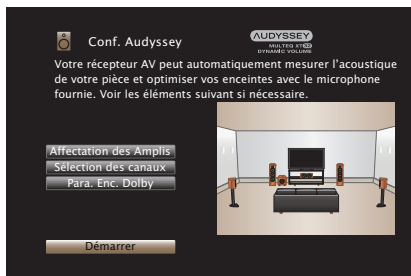 Conf. Audyssey
AUDYSSEY
MULTEQ XT32
DYNAMIC VOLUME
Votre récepteur AV peut automatiquement mesurer l'acoustique
de votre pièce et optimiser vos enceintes avec le microphone
fournie. Voir les éléments suivant si nécessaire.
Affectation des Amplis
Sélection des canaux
Para. Enc. Dolby
Démarrer